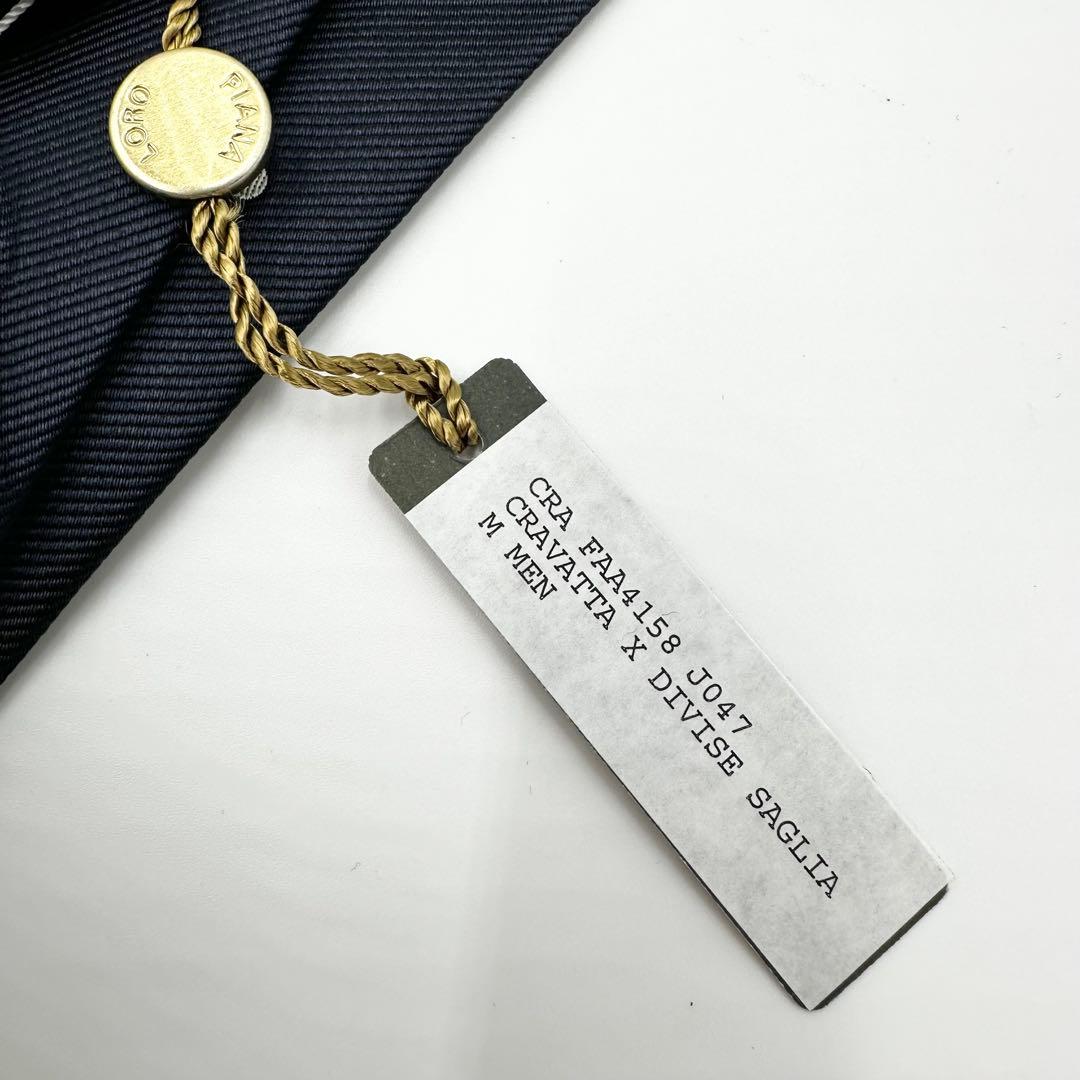 LORO PIANA
CRA FAA4158 J047
CRAVATTA X DIVISE SAGLIA
M MEN